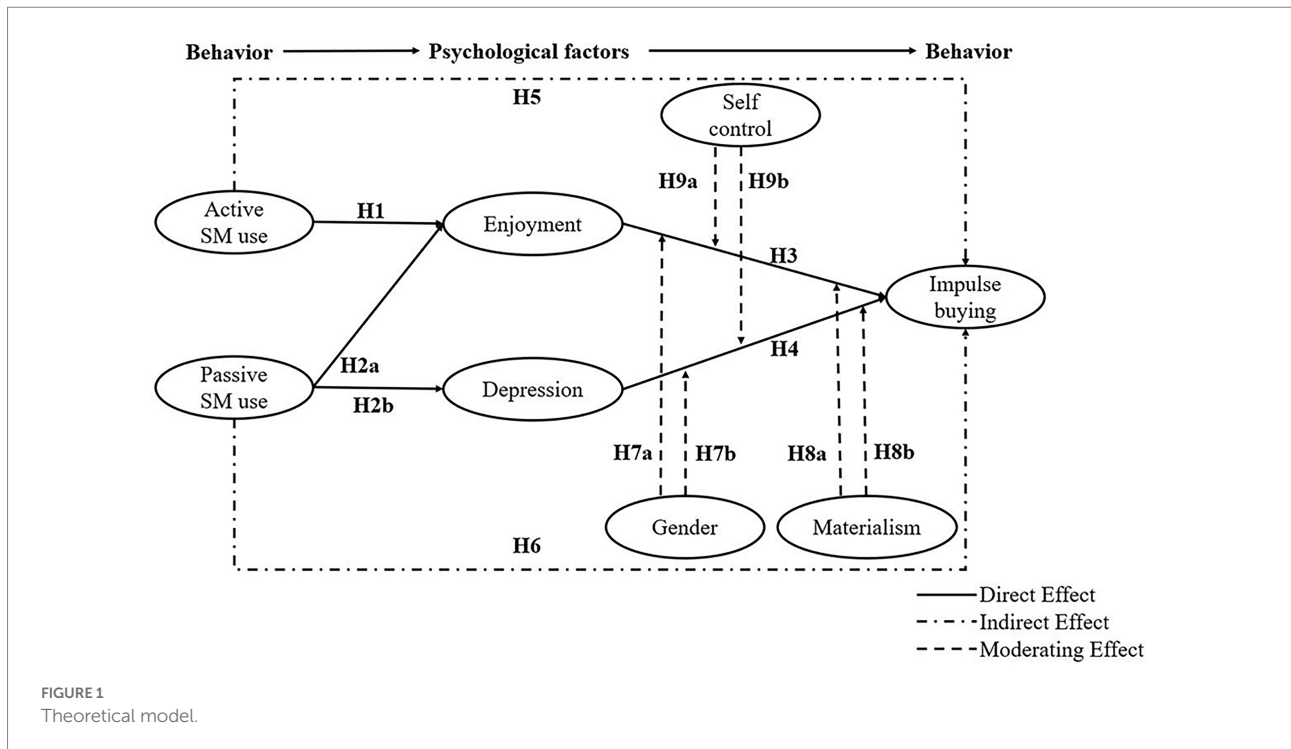 Behavior
Psychological factors
Behavior
H5
Self
control
H9a
H9b
Active
SM use
H1
Enjoyment
H3
Impulse
buying
H4
H2a
Passive
SM use
H2b
Depression
H7a
H7b
H8a
H8b
Gender
Materialism
H6
Direct Effect
Indirect Effect
Moderating Effect
FIGURE 1
Theoretical model.